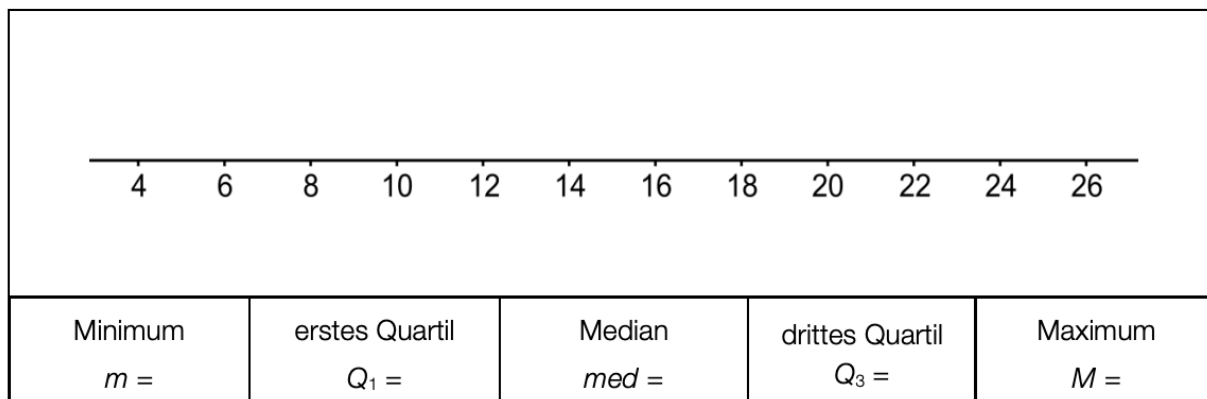 4 6 8 10 12 14 16 18 20 22 24 26
Minimum erstes Quartil Median drittes Quartil Maximum
m = Q₁ = med = Q₃ = M =